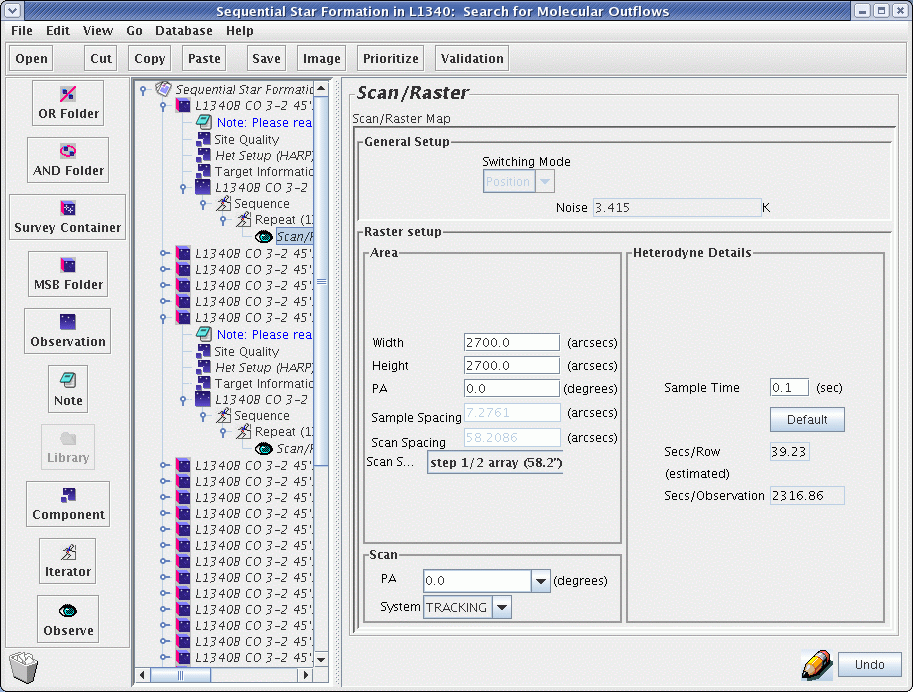 Sequential Star Formation in L1340: Search for Molecular Outflows
File Edit View Go Database Help
Open Cut Copy Paste Save Image Prioritize Validation
OR Folder
AND Folder
Survey Container
MSB Folder
Observation
Note
Library
Component
Iterator
Observe
Sequential Star Formatio
L1340B CO 3-2 45'.
Note: Please rea
Site Quality
Het Setup (HARP)
Target Informatio
L1340B CO 3-2
Sequence
Repeat (1
Scan/R
L1340B CO 3-2 45'.
L1340B CO 3-2 45'.
L1340B CO 3-2 45'.
L1340B CO 3-2 45'.
L1340B CO 3-2 45'.
Note: Please rea
Site Quality
Het Setup (HARP)
Target Informatio
L1340B CO 3-2
Sequence
Repeat (1
Scan/R
L1340B CO 3-2 45'.
L1340B CO 3-2 45'.
L1340B CO 3-2 45'.
L1340B CO 3-2 45'.
L1340B CO 3-2 45'.
L1340B CO 3-2 45'.
L1340B CO 3-2 45'.
L1340B CO 3-2 45'.
L1340B CO 3-2 45'.
L1340B CO 3-2 45'.
L1340B CO 3-2 45'.
L1340B CO 3-2 45'.
L1340B CO 3-2 45'.
Scan/Raster
Scan/Raster Map
General Setup
Switching Mode
Position
Noise 3.415 K
Raster setup
Area
Width 2700.0 (arcsecs)
Height 2700.0 (arcsecs)
PA 0.0 (degrees)
Sample Spacing 7.2761 (arcsecs)
Scan Spacing 58.2086 (arcsecs)
Scan S... step 1/2 array (58.2")
Scan
PA 0.0 (degrees)
System TRACKING
Heterodyne Details
Sample Time 0.1 (sec)
Default
Secs/Row 39.23
(estimated)
Secs/Observation 2316.86
Undo